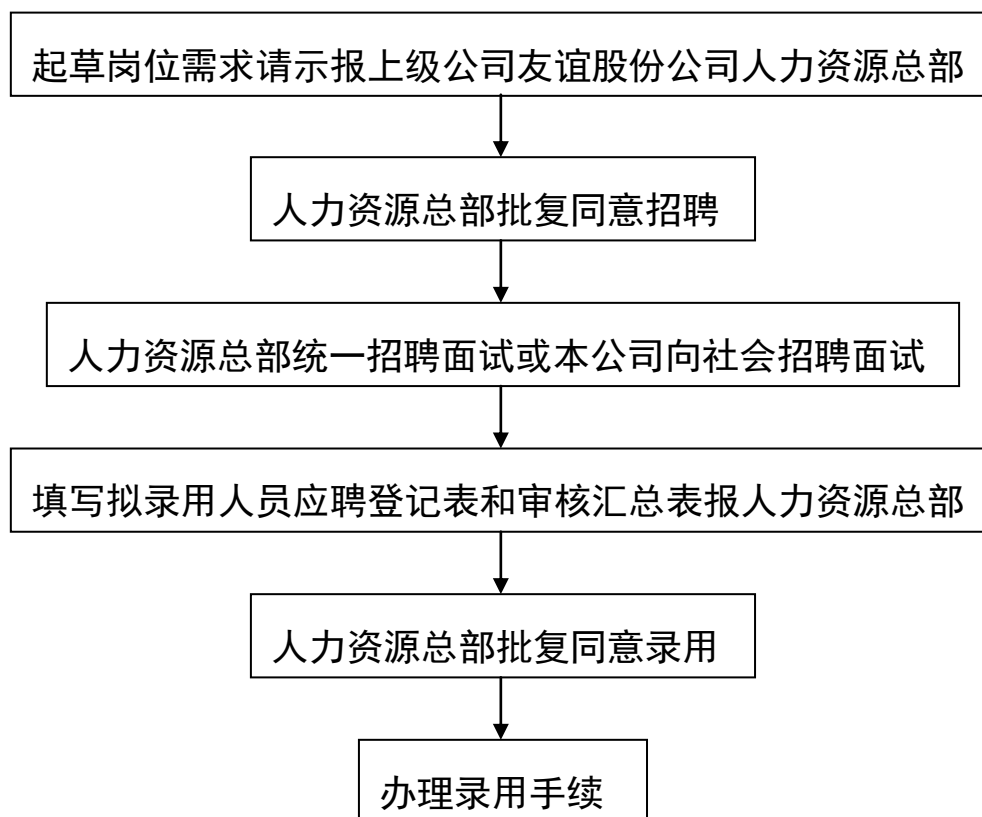 起草岗位需求请示报上级公司友谊股份公司人力资源总部
人力资源总部批复同意招聘
人力资源总部统一招聘面试或本公司向社会招聘面试
填写拟录用人员应聘登记表和审核汇总表报人力资源总部
人力资源总部批复同意录用
办理录用手续